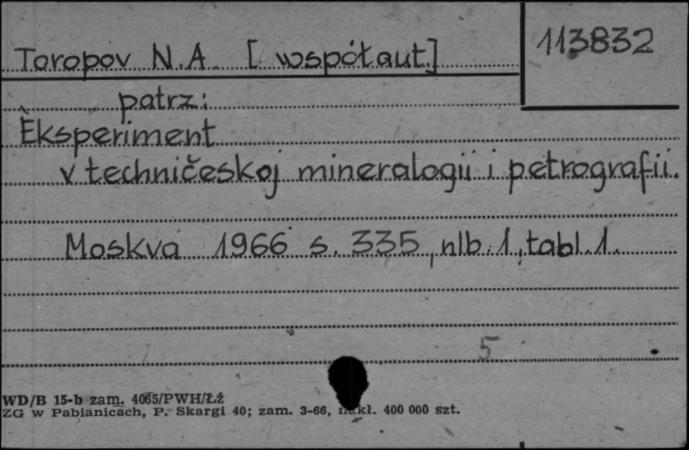 113832
Toropov N.A. [współaut.]
patrz:
Èksperiment
v techničeskoj mineralogii i petrografii.
Moskva 1966 s. 335, nlb. 1, tabl. 1.
5
WD/B 15-b zam. 4065/PWH/ŁŹ
ZG w Pabianicach, P. Skargi 40; zam. 3-66, nakł. 400 000 szt.